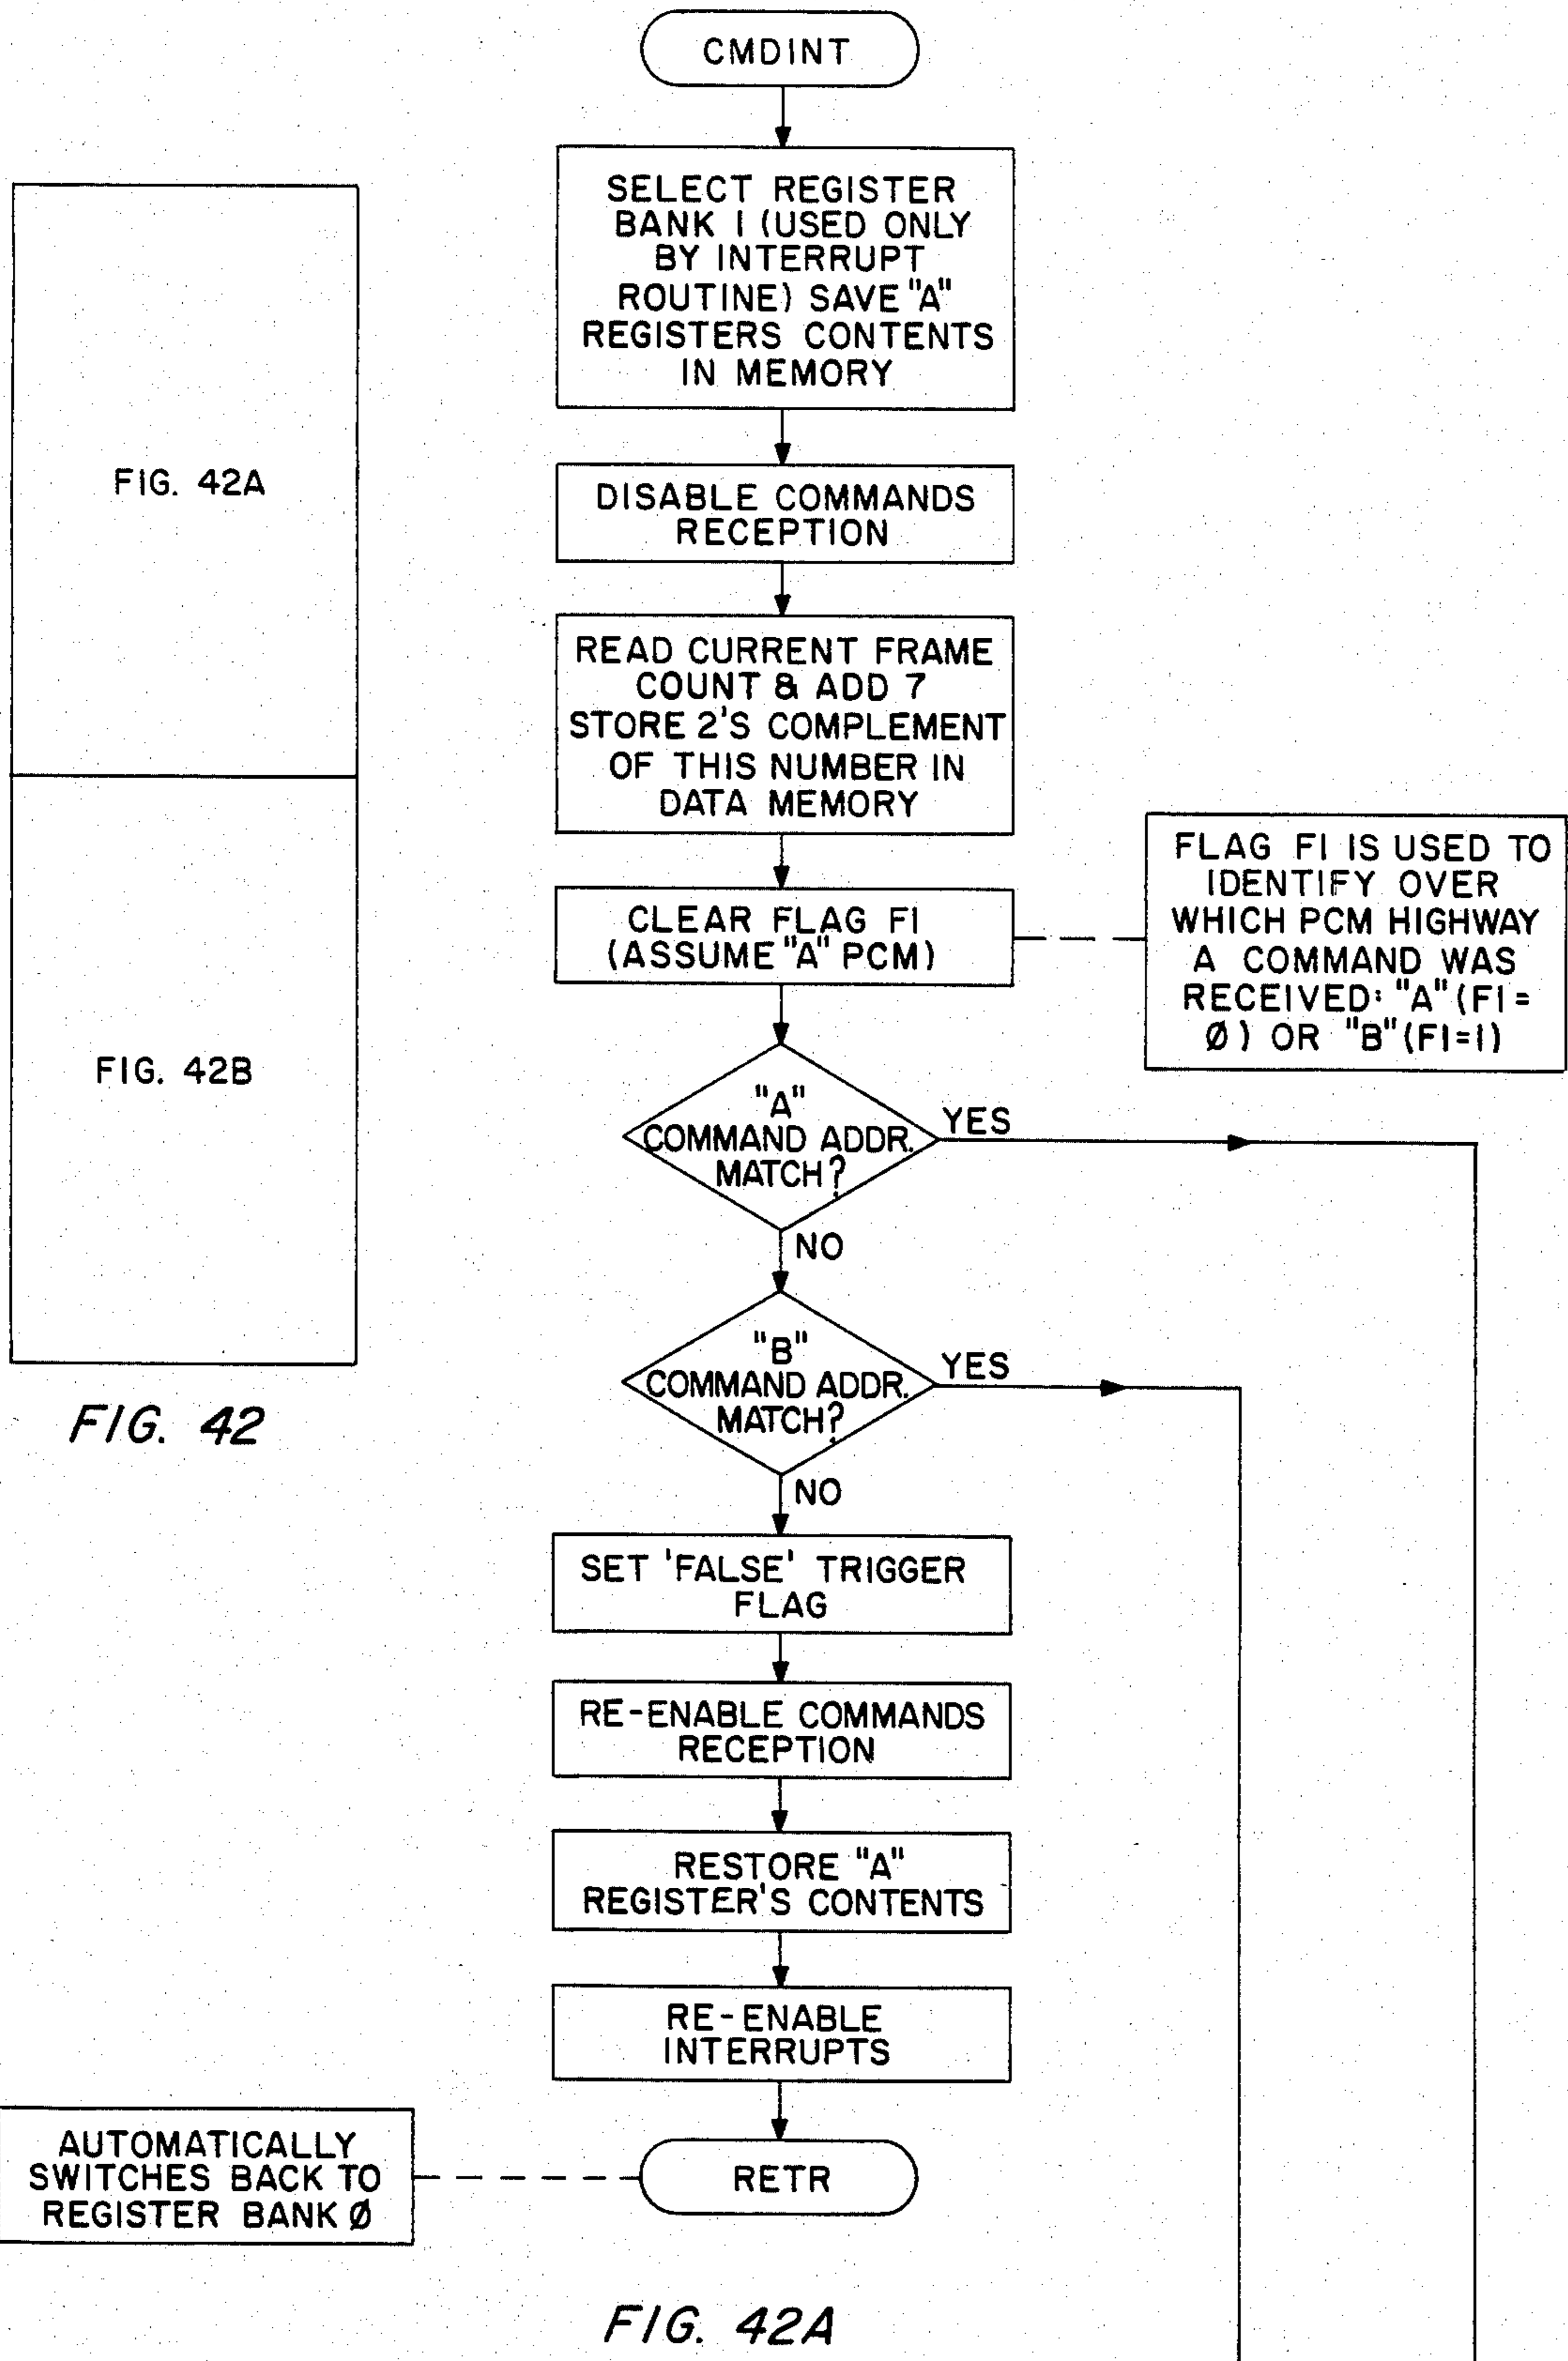 CMDINT
SELECT REGISTER
BANK 1 (USED ONLY
BY INTERRUPT
ROUTINE) SAVE "A"
REGISTERS CONTENTS
IN MEMORY
FIG. 42A
DISABLE COMMANDS
RECEPTION
READ CURRENT FRAME
COUNT & ADD 7
STORE 2'S COMPLEMENT
OF THIS NUMBER IN
DATA MEMORY
CLEAR FLAG F1
(ASSUME "A" PCM)
FLAG F1 IS USED TO
IDENTIFY OVER
WHICH PCM HIGHWAY
A COMMAND WAS
RECEIVED: "A" (F1 =
Ø) OR "B" (F1=1)
FIG. 42B
"A"
COMMAND ADDR.
MATCH?
YES
NO
"B"
COMMAND ADDR.
MATCH?
YES
NO
FIG. 42
SET 'FALSE' TRIGGER
FLAG
RE-ENABLE COMMANDS
RECEPTION
RESTORE "A"
REGISTER'S CONTENTS
RE-ENABLE
INTERRUPTS
AUTOMATICALLY
SWITCHES BACK TO
REGISTER BANK Ø
RETR
FIG. 42A